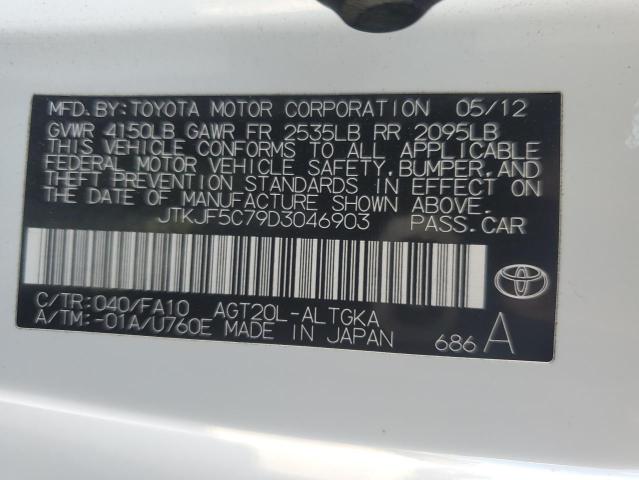 MFD.BY:TOYOTA MOTOR CORPORATION 05/12
GVWR 4150LB GAWR FR 2535LB RR 2095LB
THIS VEHICLE CONFORMS TO ALL APPLICABLE
FEDERAL MOTOR VEHICLE SAFETY,BUMPER,AND
THEFT PREVENTION STANDARDS IN EFFECT ON
THE DATE OF MANUFACTURE SHOWN ABOVE.
JTKJF5C79D3046903 PASS.CAR
C/TR:040/FA10 AGT20L-ALTGKA
A/TM:-01A/U760E MADE IN JAPAN
686 A
TOYOTA